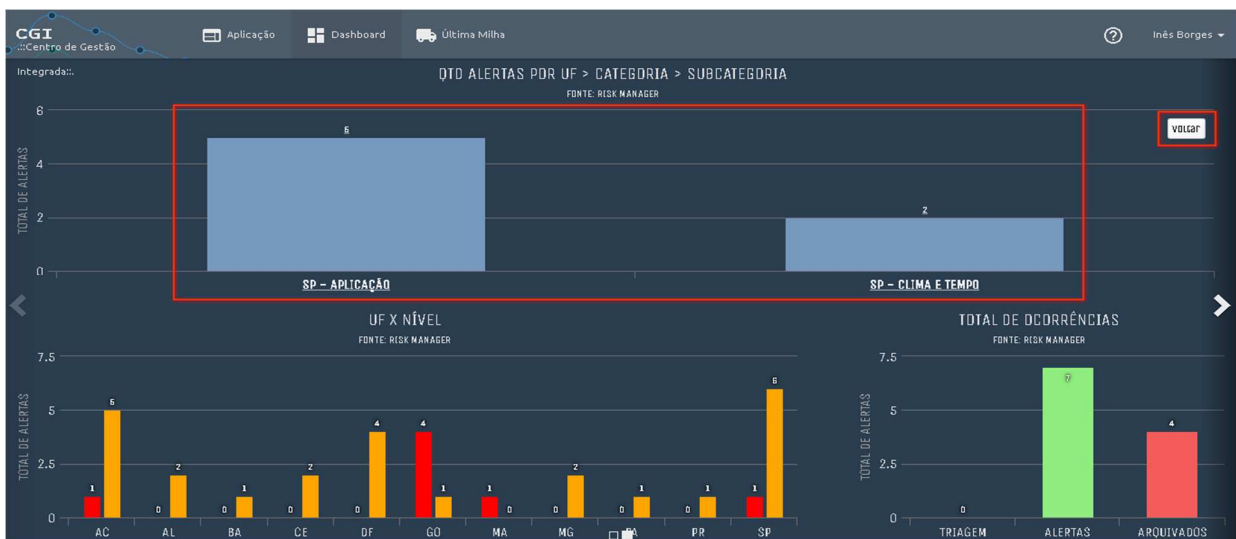 CGI
.::Centro de Gestão
Integrada::.
Aplicação
Dashboard
Última Milha
Inês Borges
QTD ALERTAS POR UF > CATEGORIA > SUBCATEGORIA
FONTE: RISK MANAGER
voltar
TOTAL DE ALERTAS
6
4
2
0
5
2
SP - APLICAÇÃO
SP - CLIMA E TEMPO
UF X NÍVEL
FONTE: RISK MANAGER
TOTAL DE ALERTAS
7.5
5
2.5
0
1 5
0 2
0 1
0 2
0 4
4 1
1 0
0 2
0 1
0 1
1 6
AC AL BA CE DF GO MA MG PA PR SP
TOTAL DE OCORRÊNCIAS
FONTE: RISK MANAGER
TOTAL DE ALERTAS
7.5
5
2.5
0
0 7 4
TRIAGEM ALERTAS ARQUIVADOS